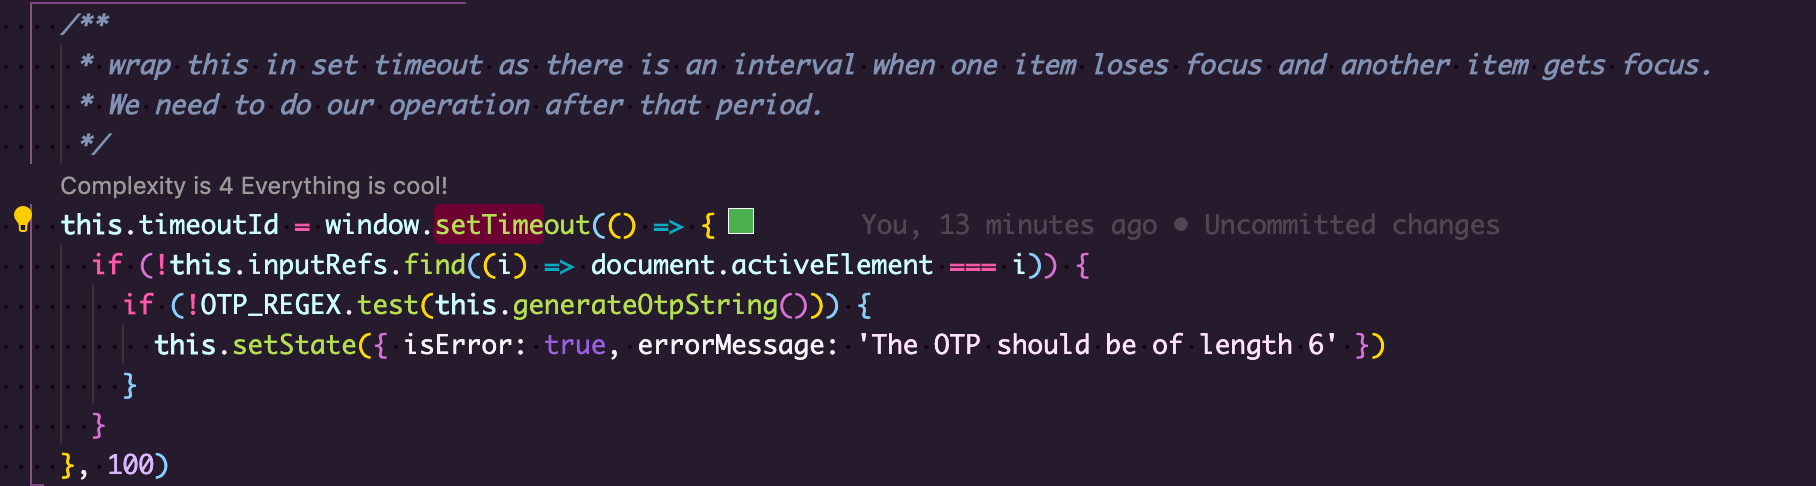 /**
* wrap this in set timeout as there is an interval when one item loses focus and another item gets focus.
* We need to do our operation after that period.
*/
Complexity is 4 Everything is cool!
this.timeoutId = window.setTimeout(() => { You, 13 minutes ago • Uncommitted changes
if (!this.inputRefs.find((i) => document.activeElement === i)) {
if (!OTP_REGEX.test(this.generateOtpString())) {
this.setState({ isError: true, errorMessage: 'The OTP should be of length 6' })
}
}
}, 100)